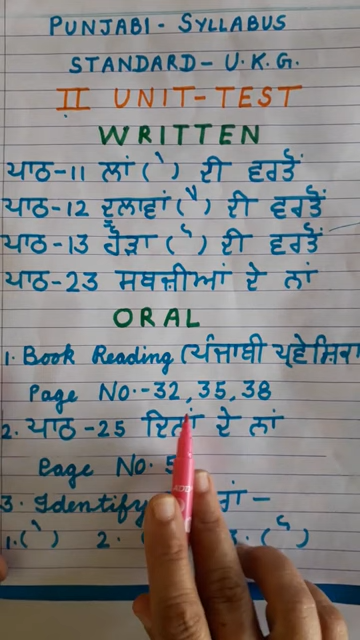 PUNJABI - SYLLABUS
STANDARD - U.K.G.
II UNIT-TEST
WRITTEN
ਪਾਠ-11 ਲਾਂ ( ੇ ) ਦੀ ਵਰਤੋਂ
ਪਾਠ-12 ਦੁਲਾਵਾਂ ( ੈ ) ਦੀ ਵਰਤੋਂ
ਪਾਠ-13 ਹੋੜਾ ( ੋ ) ਦੀ ਵਰਤੋਂ
ਪਾਠ-23 ਸਬਜ਼ੀਆਂ ਦੇ ਨਾਂ
ORAL
1. Book Reading (ਪੰਜਾਬੀ ਪ੍ਰਵੇਸ਼ਿਕਾ
Page No.-32, 35, 38
2. ਪਾਠ-25 ਦਿਨਾਂ ਦੇ ਨਾਂ
Page No. 5
3. Identify ਰਾਂ -
1. ( ੇ ) 2. ( ੋ )